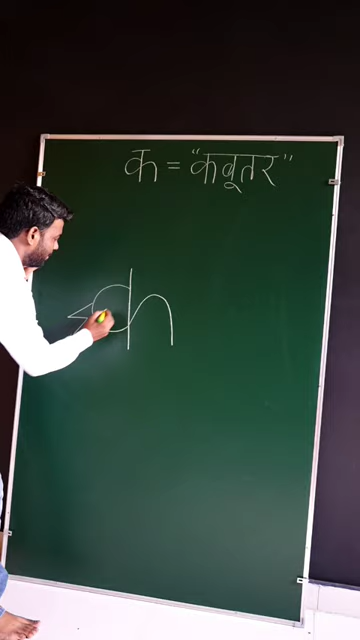 क = "कबूतर"
क